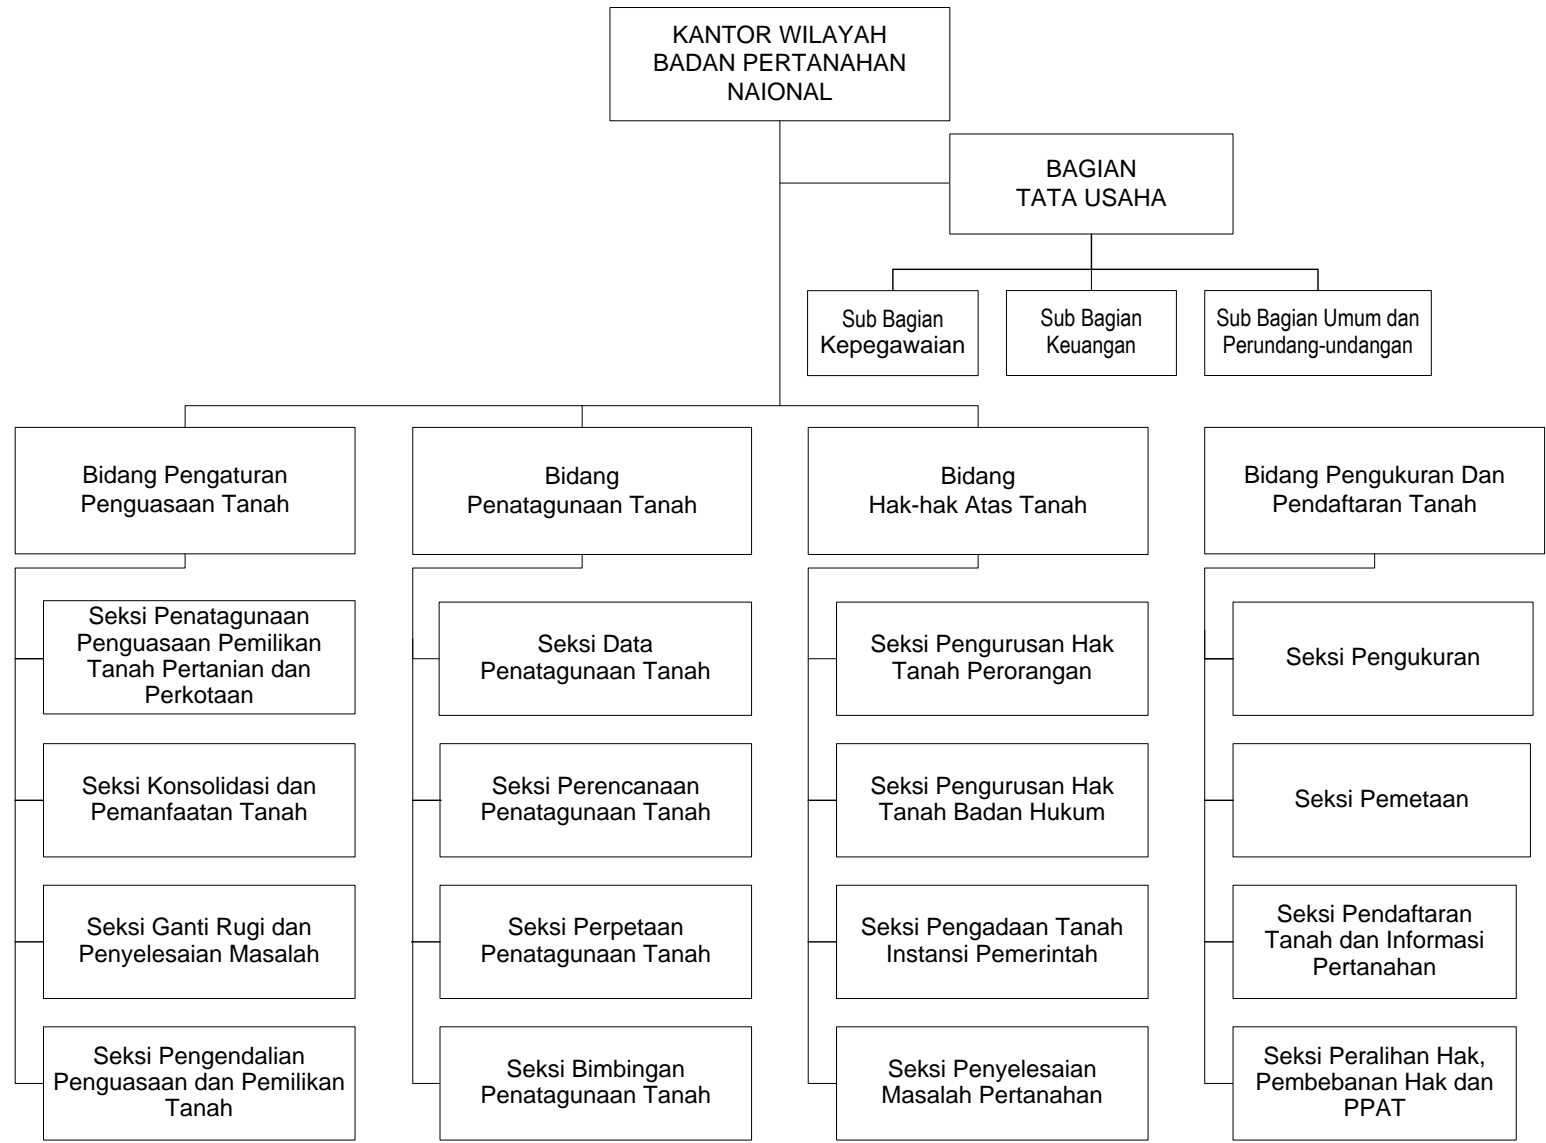 KANTOR WILAYAH
BADAN PERTANAHAN
NAIONAL
BAGIAN
TATA USAHA
Sub Bagian
Kepegawaian
Sub Bagian
Keuangan
Sub Bagian Umum dan
Perundang-undangan
Bidang Pengaturan
Penguasaan Tanah
Bidang
Penatagunaan Tanah
Bidang
Hak-hak Atas Tanah
Bidang Pengukuran Dan
Pendaftaran Tanah
Seksi Penatagunaan
Penguasaan Pemilikan
Tanah Pertanian dan
Perkotaan
Seksi Konsolidasi dan
Pemanfaatan Tanah
Seksi Ganti Rugi dan
Penyelesaian Masalah
Seksi Pengendalian
Penguasaan dan Pemilikan
Tanah
Seksi Data
Penatagunaan Tanah
Seksi Perencanaan
Penatagunaan Tanah
Seksi Perpetaan
Penatagunaan Tanah
Seksi Bimbingan
Penatagunaan Tanah
Seksi Pengurusan Hak
Tanah Perorangan
Seksi Pengurusan Hak
Tanah Badan Hukum
Seksi Pengadaan Tanah
Instansi Pemerintah
Seksi Penyelesaian
Masalah Pertanahan
Seksi Pengukuran
Seksi Pemetaan
Seksi Pendaftaran
Tanah dan Informasi
Pertanahan
Seksi Peralihan Hak,
Pembebanan Hak dan
PPAT